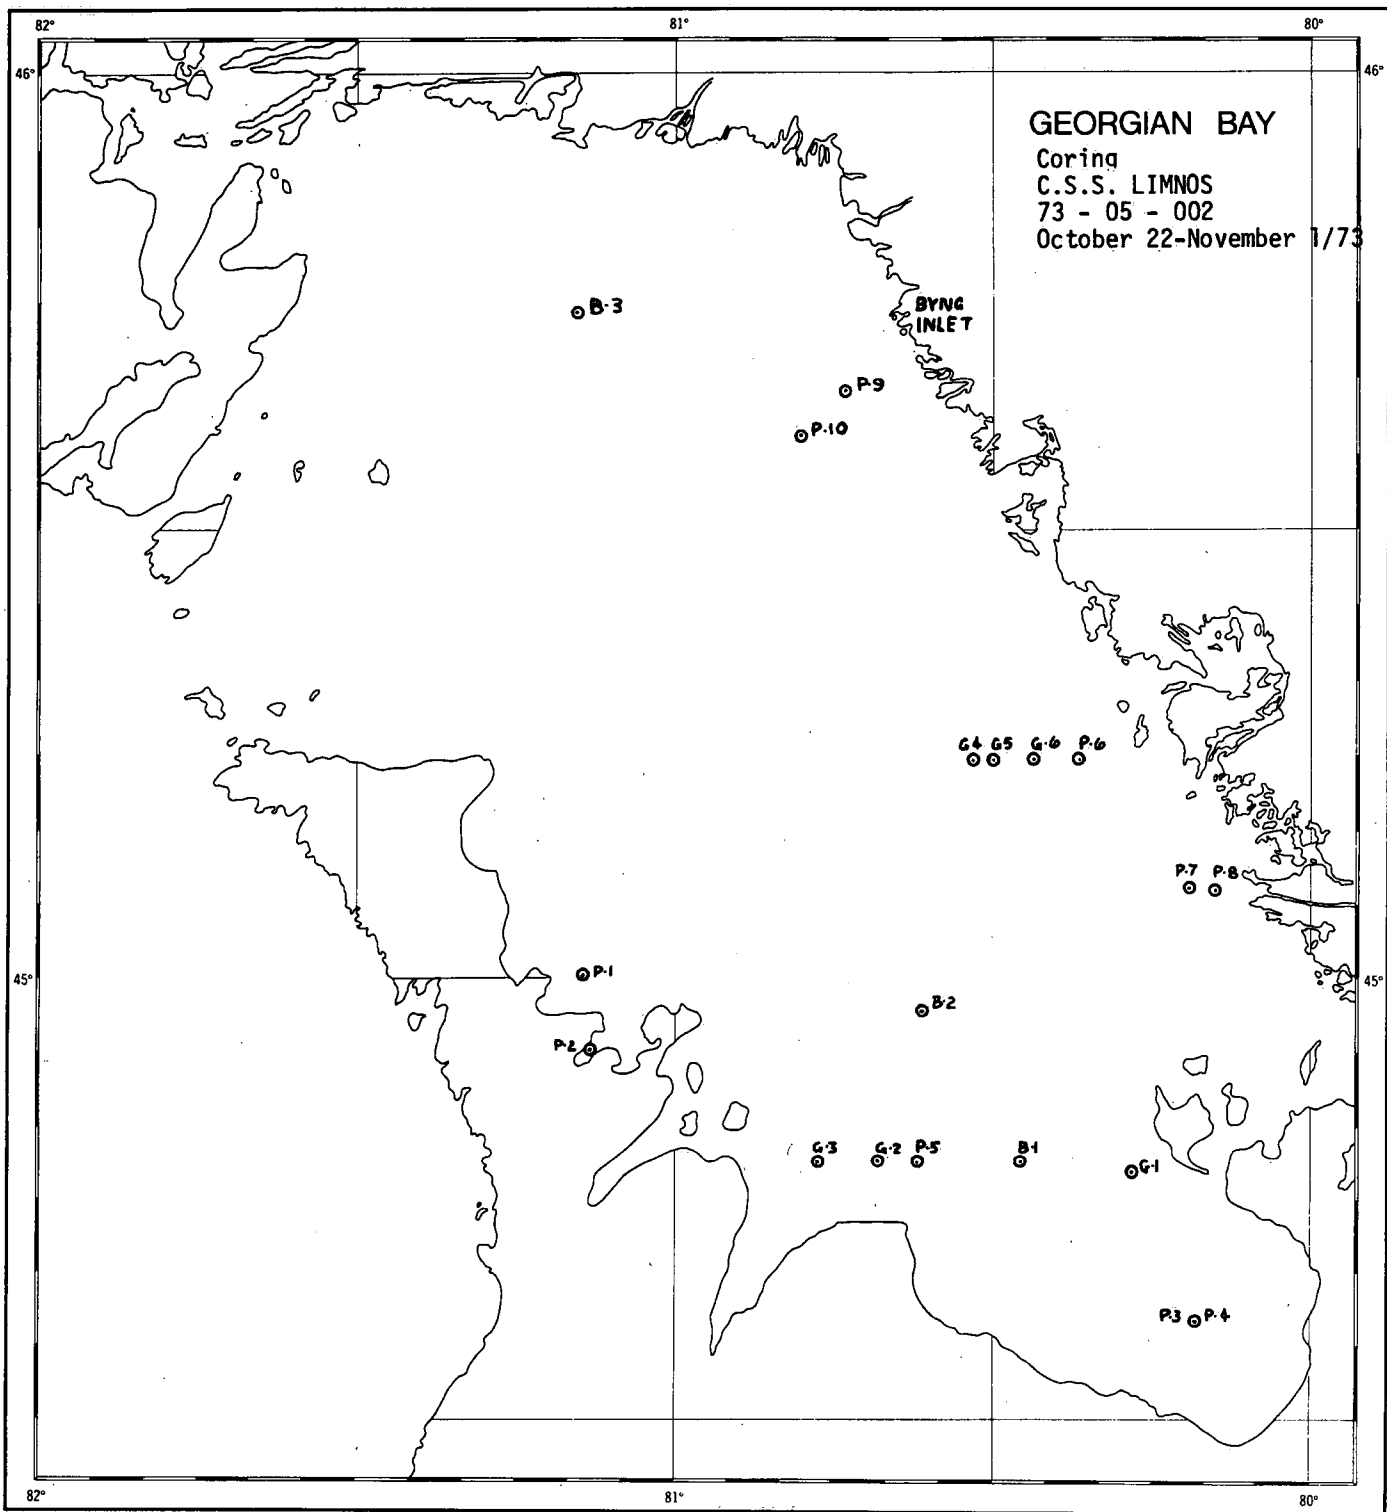 82° 81° 80°
46° 46°
GEORGIAN BAY
Coring
C.S.S. LIMNOS
73 - 05 - 002
October 22-November 1/73
B-3
BYNG
INLET
P-9
P-10
G4 G5 G-6 P-6
P-7 P-8
45° P-1 45°
B-2
P-2
G-3 G-2 P-5 B-1
G-1
P-3 P-4
82° 81° 80°